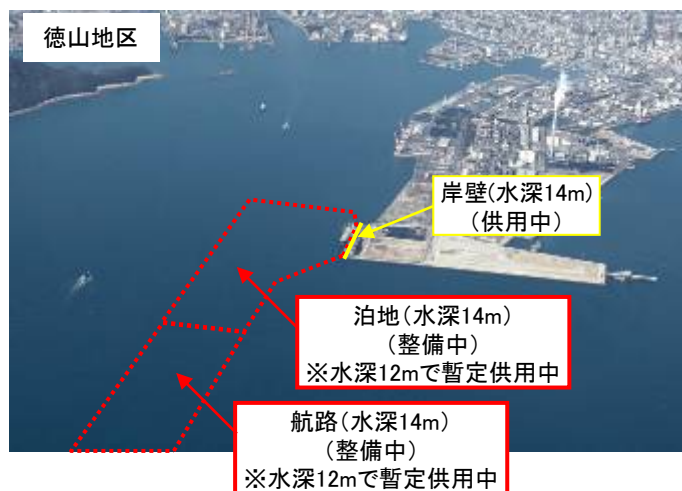 徳山地区
岸壁(水深14m)
(供用中)
泊地(水深14m)
(整備中)
※水深12mで暫定供用中
航路(水深14m)
(整備中)
※水深12mで暫定供用中